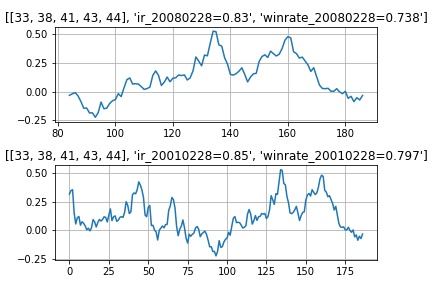 [[33, 38, 41, 43, 44], 'ir_20080228=0.83', 'winrate_20080228=0.738']
0.50
0.25
0.00
−0.25
80 100 120 140 160 180
[[33, 38, 41, 43, 44], 'ir_20010228=0.85', 'winrate_20010228=0.797']
0.50
0.25
0.00
−0.25
0 25 50 75 100 125 150 175